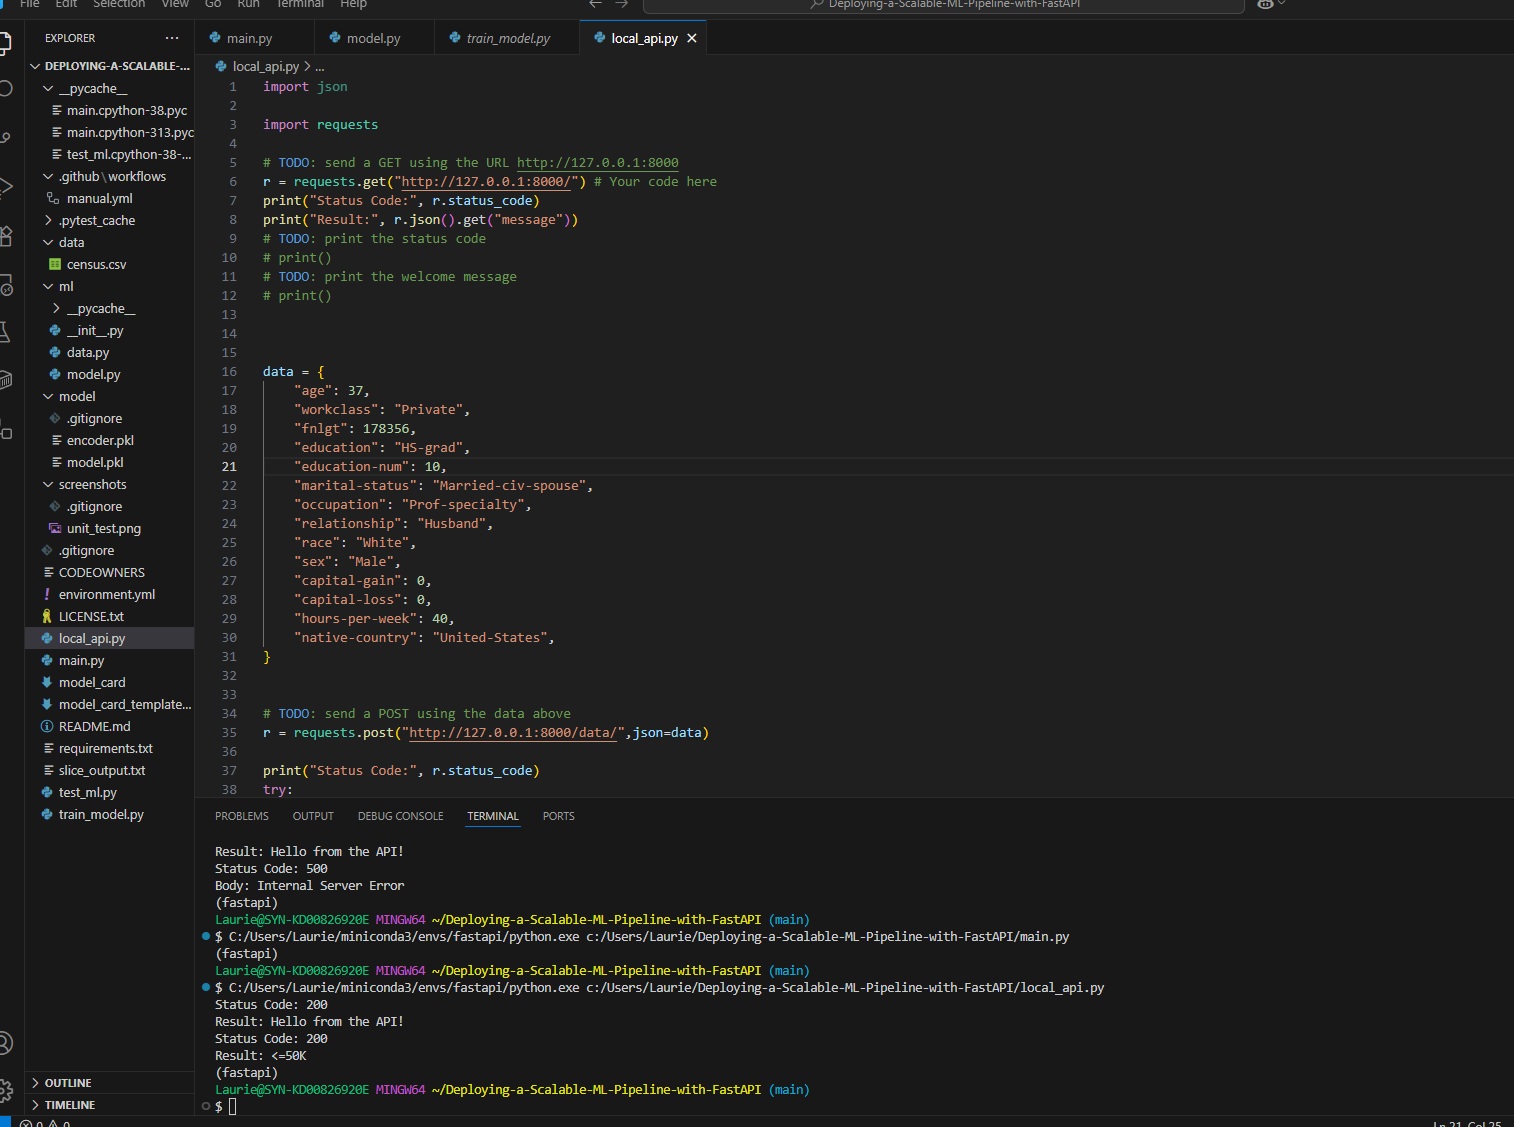 File Edit Selection View Go Run Terminal Help
Deploying-a-Scalable-ML-Pipeline-with-FastAPI
EXPLORER
DEPLOYING-A-SCALABLE-...
__pycache__
main.cpython-38.pyc
main.cpython-313.pyc
test_ml.cpython-38-...
.github\workflows
manual.yml
.pytest_cache
data
census.csv
ml
__pycache__
__init__.py
data.py
model.py
model
.gitignore
encoder.pkl
model.pkl
screenshots
.gitignore
unit_test.png
.gitignore
CODEOWNERS
environment.yml
LICENSE.txt
local_api.py
main.py
model_card
model_card_template...
README.md
requirements.txt
slice_output.txt
test_ml.py
train_model.py
OUTLINE
TIMELINE
main.py model.py train_model.py local_api.py
local_api.py > ...
1 import json
2
3 import requests
4
5 # TODO: send a GET using the URL http://127.0.0.1:8000
6 r = requests.get("http://127.0.0.1:8000/") # Your code here
7 print("Status Code:", r.status_code)
8 print("Result:", r.json().get("message"))
9 # TODO: print the status code
10 # print()
11 # TODO: print the welcome message
12 # print()
13
14
15
16 data = {
17 "age": 37,
18 "workclass": "Private",
19 "fnlgt": 178356,
20 "education": "HS-grad",
21 "education-num": 10,
22 "marital-status": "Married-civ-spouse",
23 "occupation": "Prof-specialty",
24 "relationship": "Husband",
25 "race": "White",
26 "sex": "Male",
27 "capital-gain": 0,
28 "capital-loss": 0,
29 "hours-per-week": 40,
30 "native-country": "United-States",
31 }
32
33
34 # TODO: send a POST using the data above
35 r = requests.post("http://127.0.0.1:8000/data/",json=data)
36
37 print("Status Code:", r.status_code)
38 try:
PROBLEMS OUTPUT DEBUG CONSOLE TERMINAL PORTS
Result: Hello from the API!
Status Code: 500
Body: Internal Server Error
(fastapi)
Laurie@SYN-KD00826920E MINGW64 ~/Deploying-a-Scalable-ML-Pipeline-with-FastAPI (main)
$ C:/Users/Laurie/miniconda3/envs/fastapi/python.exe c:/Users/Laurie/Deploying-a-Scalable-ML-Pipeline-with-FastAPI/main.py
(fastapi)
Laurie@SYN-KD00826920E MINGW64 ~/Deploying-a-Scalable-ML-Pipeline-with-FastAPI (main)
$ C:/Users/Laurie/miniconda3/envs/fastapi/python.exe c:/Users/Laurie/Deploying-a-Scalable-ML-Pipeline-with-FastAPI/local_api.py
Status Code: 200
Result: Hello from the API!
Status Code: 200
Result: <=50K
(fastapi)
Laurie@SYN-KD00826920E MINGW64 ~/Deploying-a-Scalable-ML-Pipeline-with-FastAPI (main)
$
0 0
Ln 21, Col 25